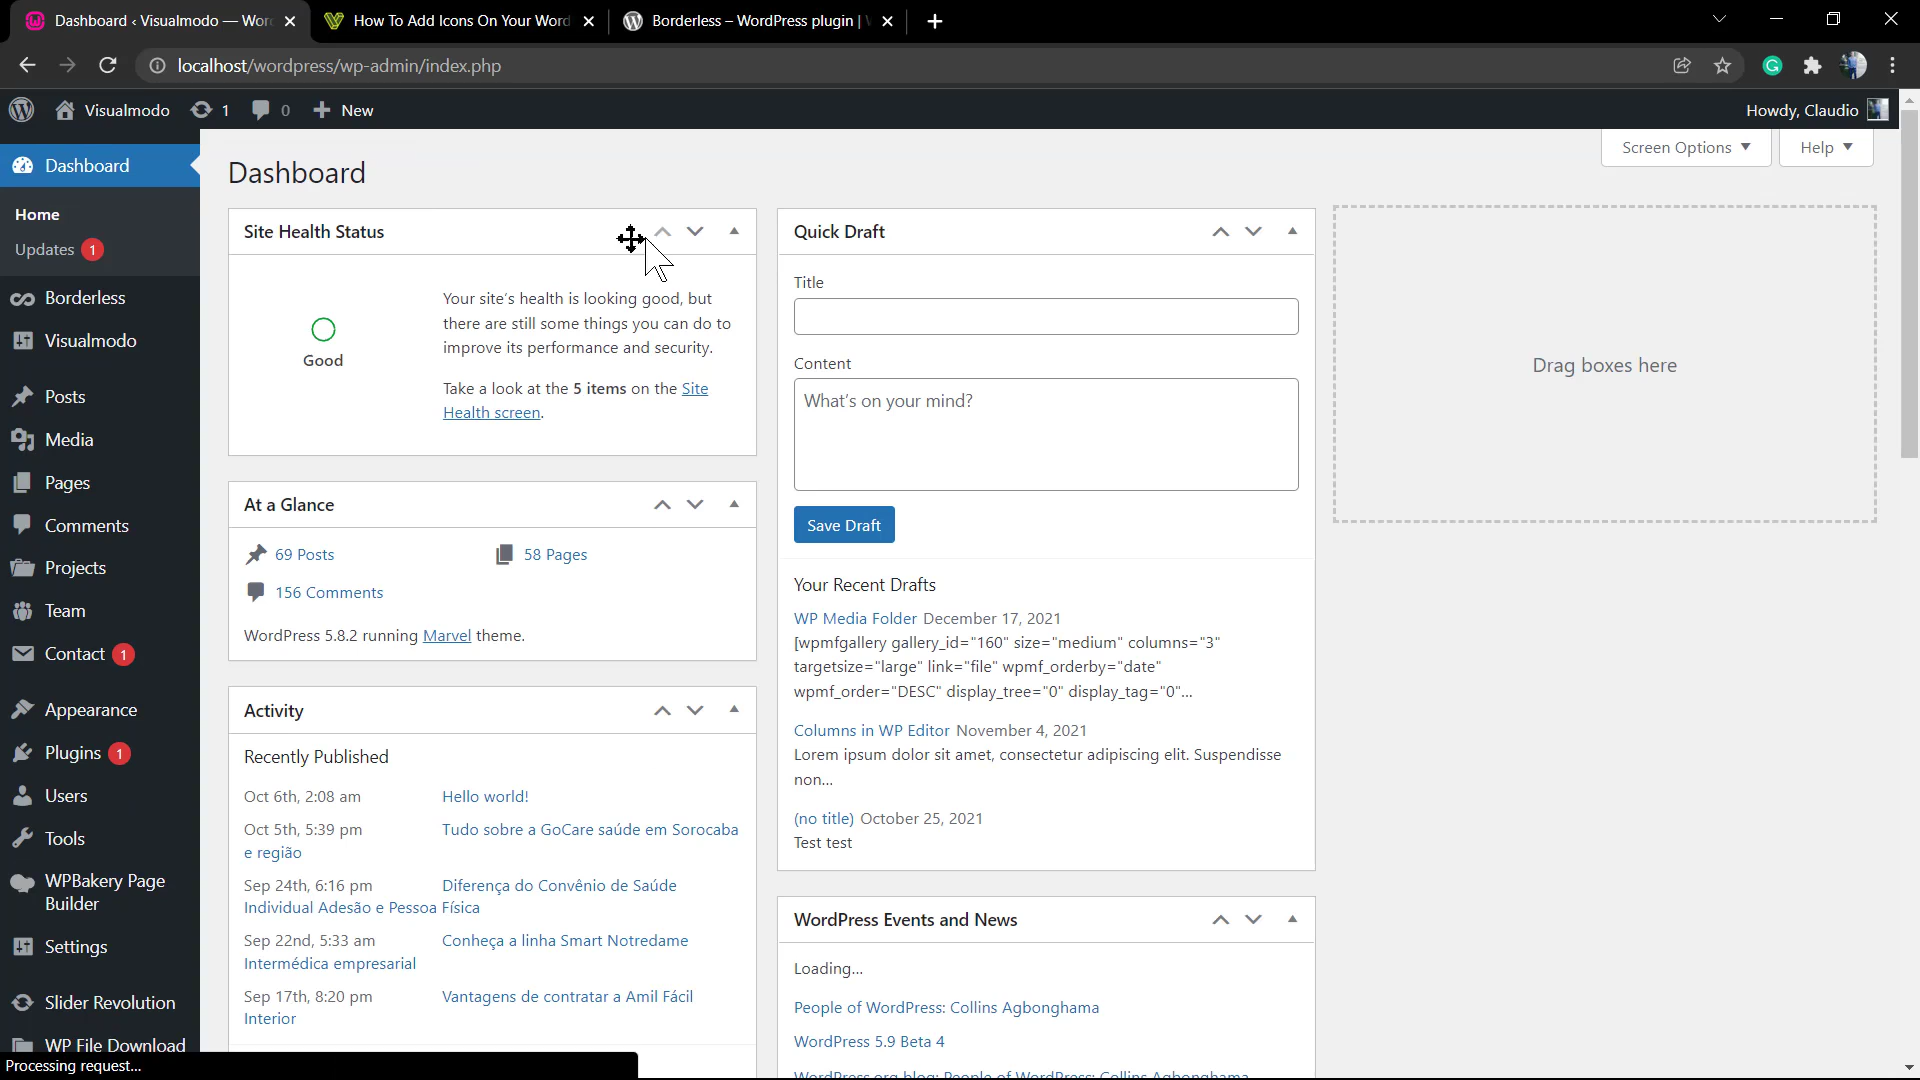 Dashboard ‹ Visualmodo — Wor
How To Add Icons On Your Word
Borderless – WordPress plugin |
localhost/wordpress/wp-admin/index.php
Visualmodo
1
0
New
Howdy, Claudio
Dashboard
Home
Updates 1
Borderless
Visualmodo
Posts
Media
Pages
Comments
Projects
Team
Contact 1
Appearance
Plugins 1
Users
Tools
WPBakery Page
Builder
Settings
Slider Revolution
WP File Download
Processing request...
Screen Options
Help
Dashboard
Site Health Status
Good
Your site's health is looking good, but
there are still some things you can do to
improve its performance and security.
Take a look at the 5 items on the Site
Health screen.
At a Glance
69 Posts
58 Pages
156 Comments
WordPress 5.8.2 running Marvel theme.
Activity
Recently Published
Oct 6th, 2:08 am Hello world!
Oct 5th, 5:39 pm Tudo sobre a GoCare saúde em Sorocaba
e região
Sep 24th, 6:16 pm Diferença do Convênio de Saúde
Individual Adesão e Pessoa Física
Sep 22nd, 5:33 am Conheça a linha Smart Notredame
Intermédica empresarial
Sep 17th, 8:20 pm Vantagens de contratar a Amil Fácil
Interior
Quick Draft
Title
Content
What's on your mind?
Save Draft
Your Recent Drafts
WP Media Folder December 17, 2021
[wpmfgallery gallery_id="160" size="medium" columns="3"
targetsize="large" link="file" wpmf_orderby="date"
wpmf_order="DESC" display_tree="0" display_tag="0"...
Columns in WP Editor November 4, 2021
Lorem ipsum dolor sit amet, consectetur adipiscing elit. Suspendisse
non...
(no title) October 25, 2021
Test test
WordPress Events and News
Loading...
People of WordPress: Collins Agbonghama
WordPress 5.9 Beta 4
WordPress.org blog: People of WordPress: Collins Agbonghama
Drag boxes here